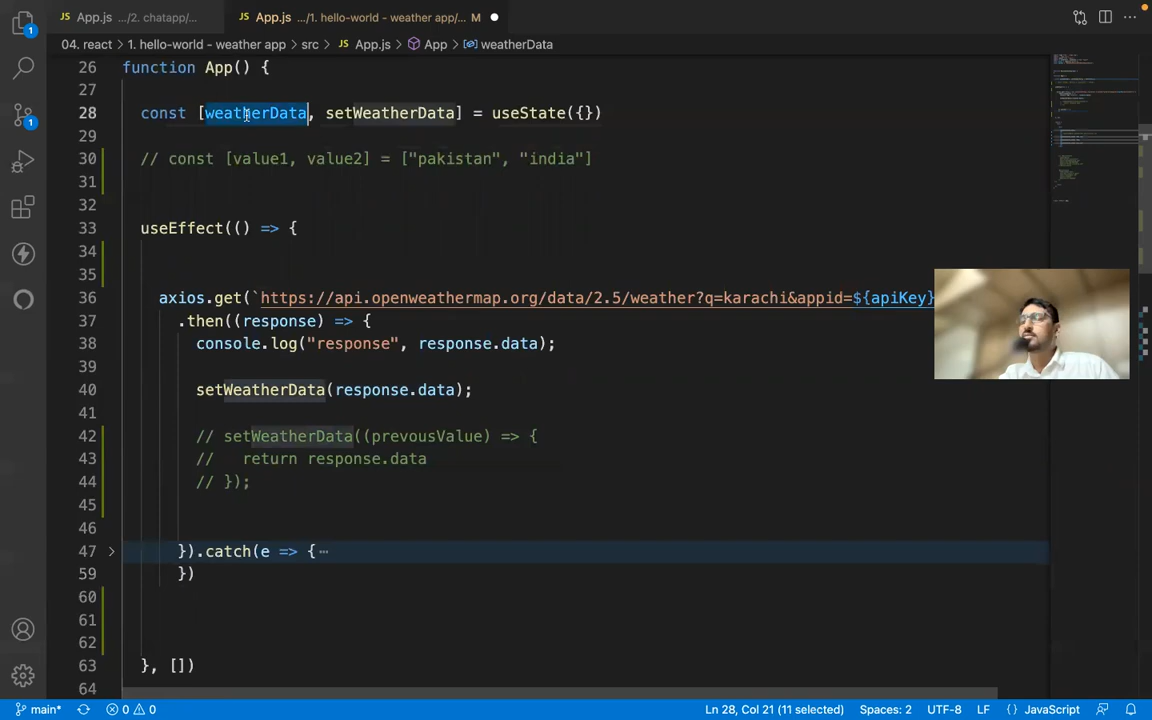 App.js .../2. chatapp/...
App.js .../1. hello-world - weather app/... M
04. react > 1. hello-world - weather app > src > App.js > App > weatherData
26 function App() {
27
28 const [weatherData, setWeatherData] = useState({})
29
30 // const [value1, value2] = ["pakistan", "india"]
31
32
33 useEffect(() => {
34
35
36 axios.get(`https://api.openweathermap.org/data/2.5/weather?q=karachi&appid=${apiKey}
37 .then((response) => {
38 console.log("response", response.data);
39
40 setWeatherData(response.data);
41
42 // setWeatherData((prevousValue) => {
43 // return response.data
44 // });
45
46
47 }).catch(e => {…
59 })
60
61
62
63 }, [])
64
1
1
main* 0 0 Ln 28, Col 21 (11 selected) Spaces: 2 UTF-8 LF {} JavaScript